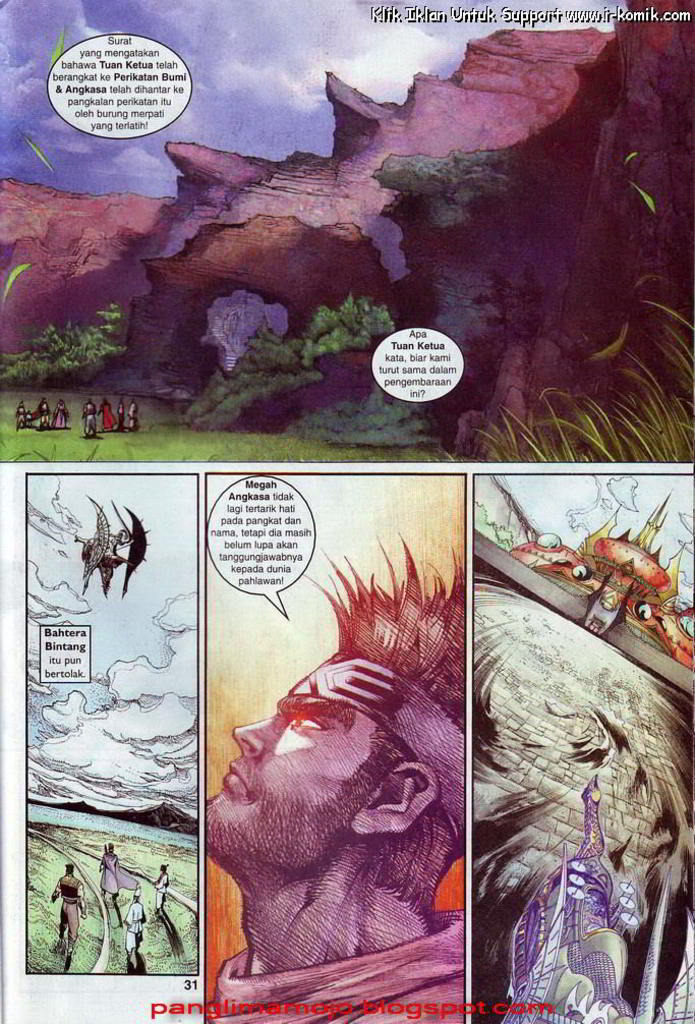 Klik Iklan Untuk Support www.i-komik.com
Surat
yang mengatakan
bahawa Tuan Ketua telah
berangkat ke Perikatan Bumi
& Angkasa telah dihantar ke
pangkalan perikatan itu
oleh burung merpati
yang terlatih!
Apa
Tuan Ketua
kata, biar kami
turut sama dalam
pengembaraan
ini?
Bahtera
Bintang
itu pun
bertolak.
Megah
Angkasa tidak
lagi tertarik hati
pada pangkat dan
nama, tetapi dia masih
belum lupa akan
tanggungjawabnya
kepada dunia
pahlawan!
31
panglimamojo.blogspot.com